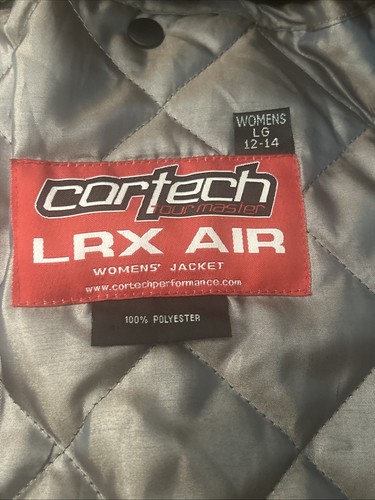 WOMENS
LG
12-14
cortech
tourmaster
LRX AIR
WOMENS' JACKET
www.cortechperformance.com
100% POLYESTER